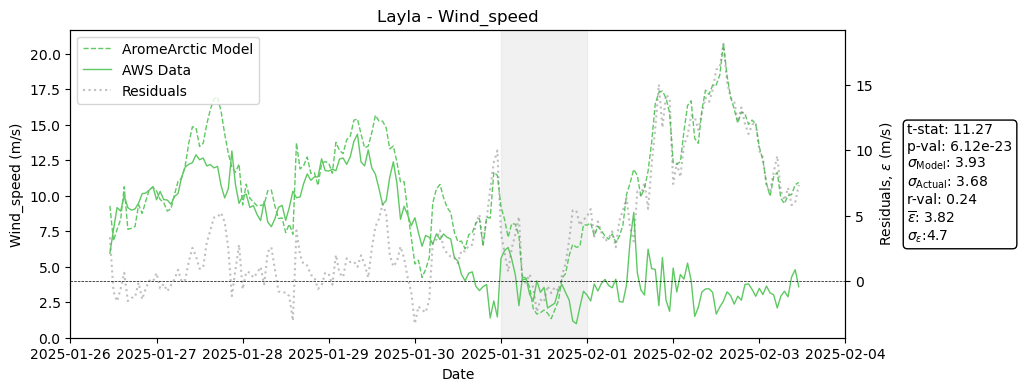 Layla - Wind_speed
AromeArctic Model
AWS Data
Residuals
Wind_speed (m/s)
20.0
17.5
15.0
12.5
10.0
7.5
5.0
2.5
0.0
15
10
5
0
Residuals, ε (m/s)
t-stat: 11.27
p-val: 6.12e-23
σModel: 3.93
σActual: 3.68
r-val: 0.24
ε̅: 3.82
σε:4.7
2025-01-26 2025-01-27 2025-01-28 2025-01-29 2025-01-30 2025-01-31 2025-02-01 2025-02-02 2025-02-03 2025-02-04
Date